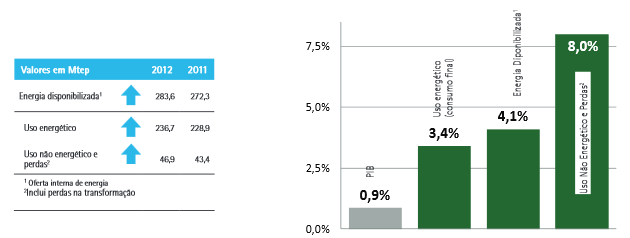 Valores em Mtep 2012 2011
Energia disponibilizada¹ 283,6 272,3
Uso energético 236,7 228,9
Uso não energético e
perdas² 46,9 43,4
¹ Oferta interna de energia
²Inclui perdas na transformação
7,5%
5,0%
2,5%
0,0%
PIB
0,9%
Uso energético
(consumo final)
3,4%
Energia Diponibilizada¹
4,1%
8,0%
Uso Não Energético e Perdas²